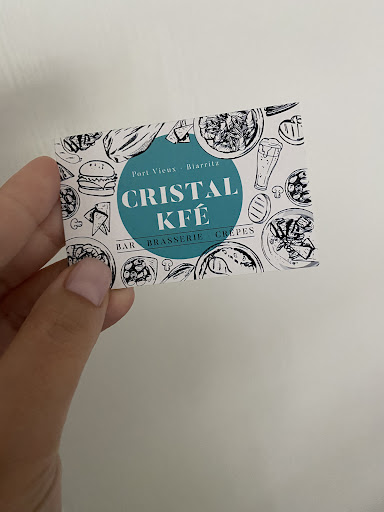 Port Vieux . Biarritz
CRISTAL
KFÉ
BAR . BRASSERIE . CRÊPES